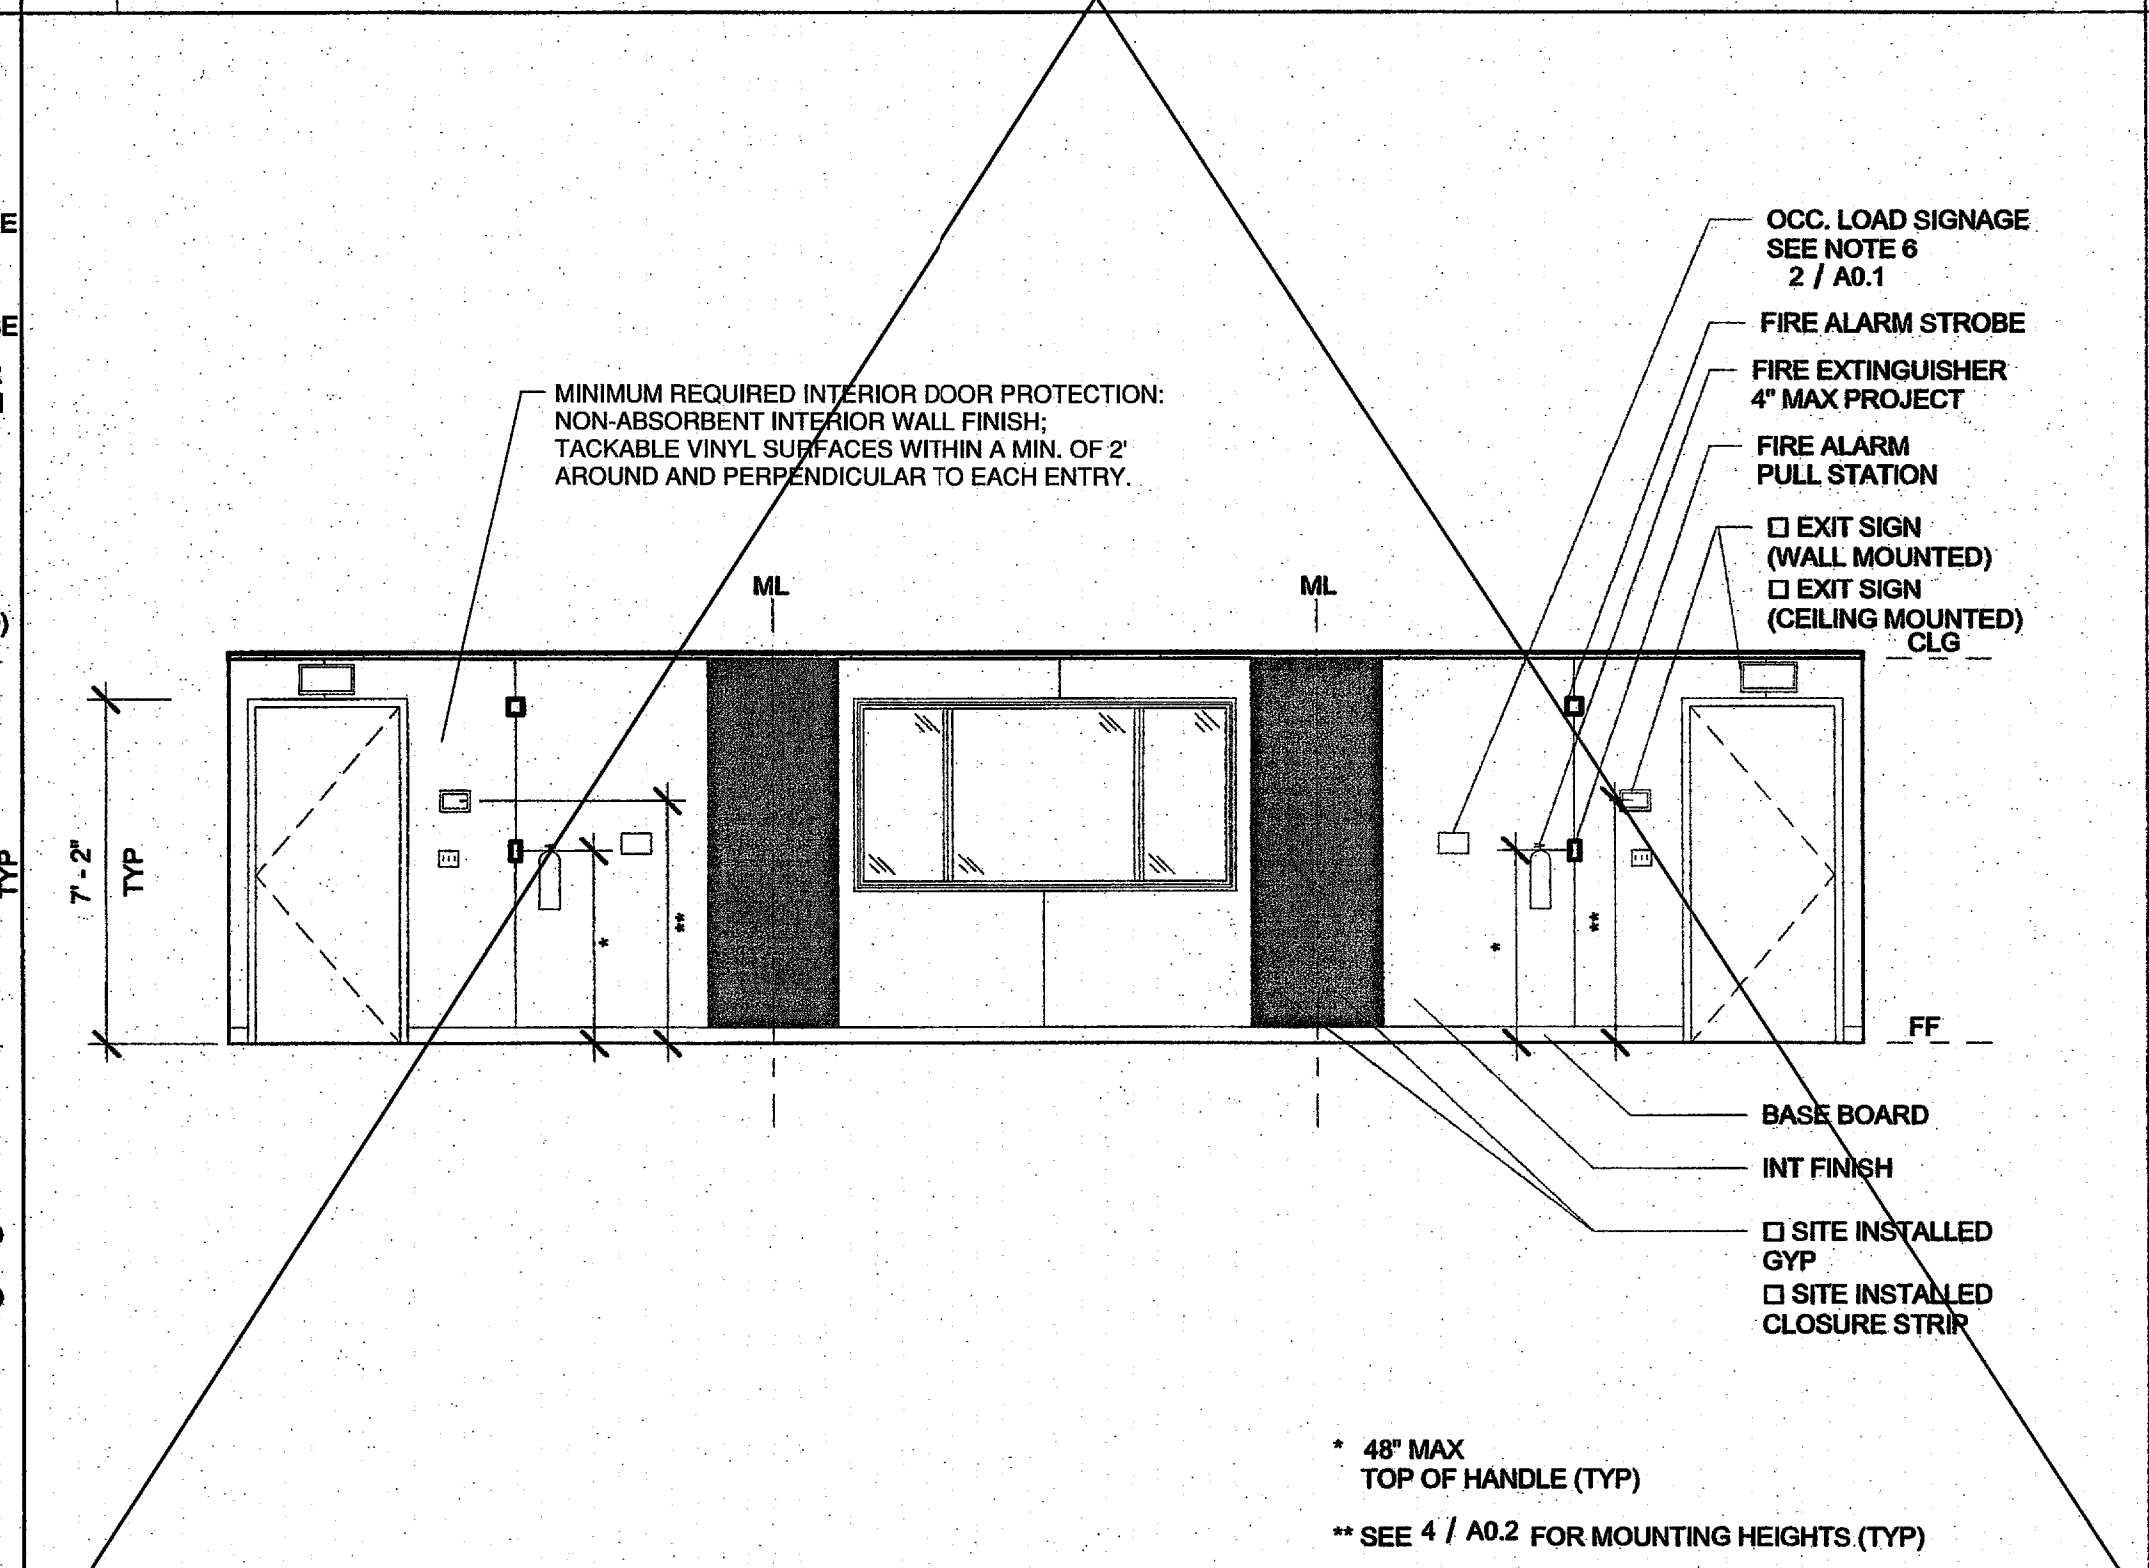 OCC. LOAD SIGNAGE
SEE NOTE 6
2 / A0.1
FIRE ALARM STROBE
FIRE EXTINGUISHER
4" MAX PROJECT
FIRE ALARM
PULL STATION
EXIT SIGN
(WALL MOUNTED)
EXIT SIGN
(CEILING MOUNTED)
CLG
MINIMUM REQUIRED INTERIOR DOOR PROTECTION:
NON-ABSORBENT INTERIOR WALL FINISH;
TACKABLE VINYL SURFACES WITHIN A MIN. OF 2'
AROUND AND PERPENDICULAR TO EACH ENTRY.
ML
ML
TYP
7' - 2"
TYP
*
**
*
**
FF
BASE BOARD
INT FINISH
SITE INSTALLED
GYP
SITE INSTALLED
CLOSURE STRIP
* 48" MAX
TOP OF HANDLE (TYP)
** SEE 4 / A0.2 FOR MOUNTING HEIGHTS (TYP)